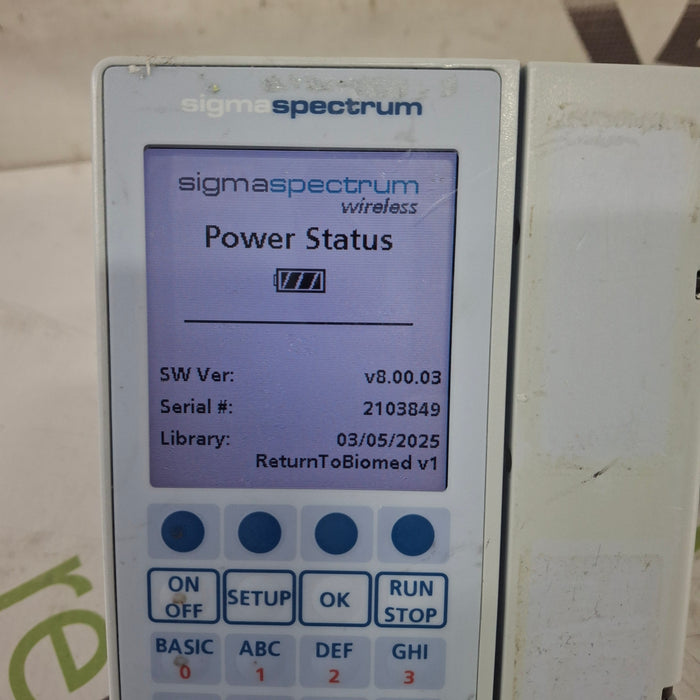 sigmaspectrum
sigmaspectrum
wireless
Power Status
SW Ver: v8.00.03
Serial #: 2103849
Library: 03/05/2025
ReturnToBiomed v1
ON OFF SETUP OK RUN STOP
BASIC ABC DEF GHI
0 1 2 3
re